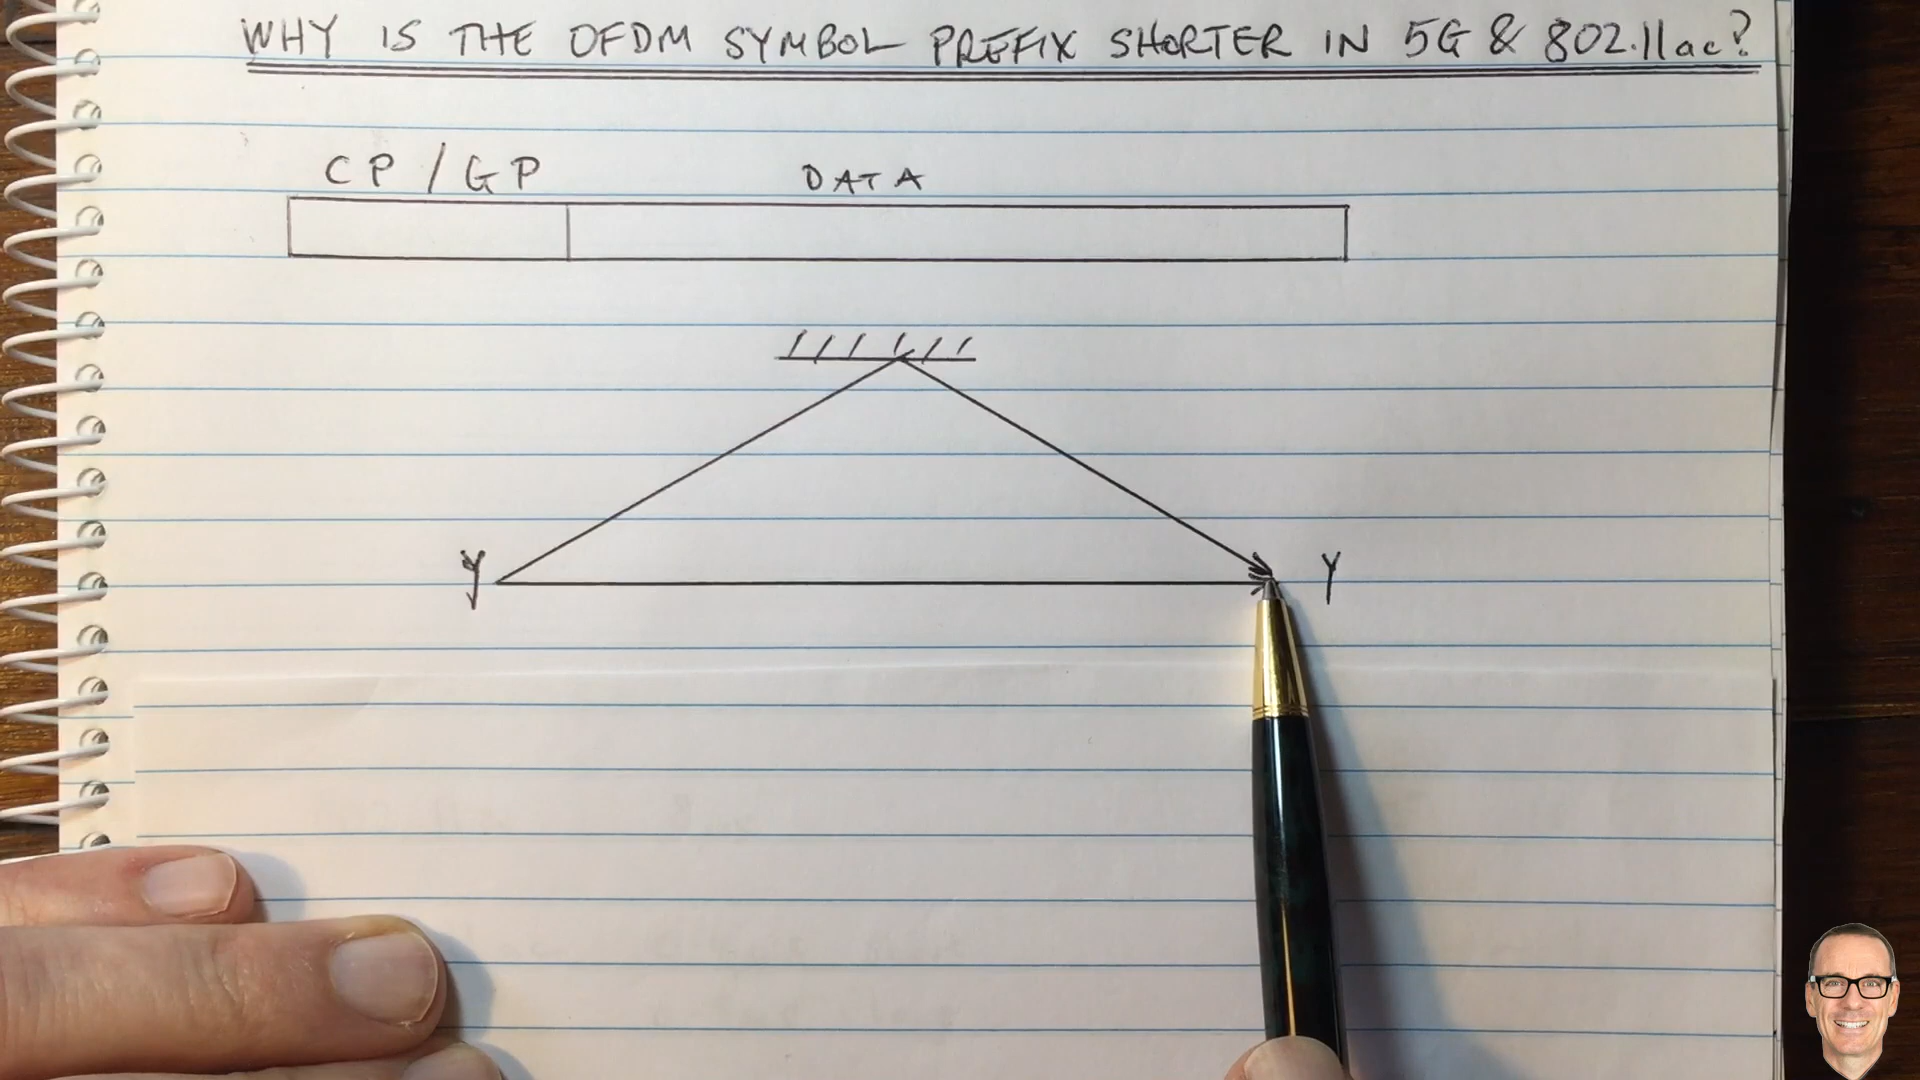 WHY IS THE OFDM SYMBOL PREFIX SHORTER IN 5G & 802.11ac?
CP/GP DATA
Y Y